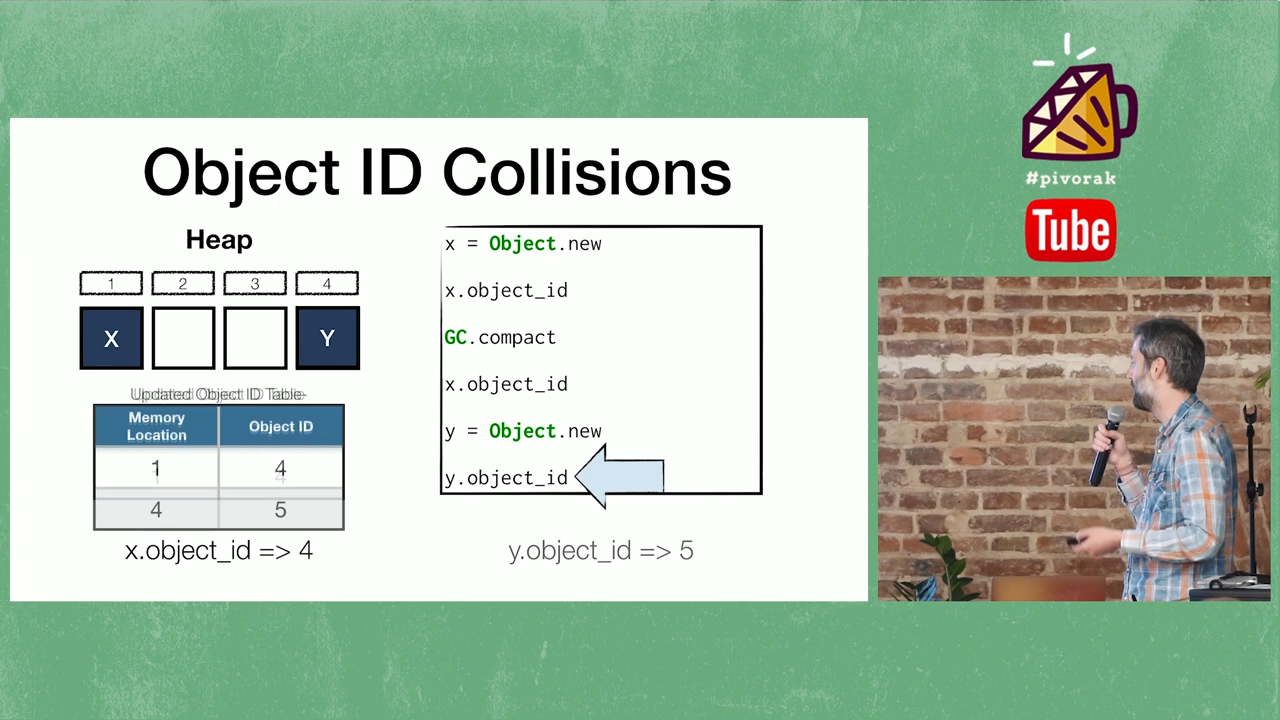 Object ID Collisions
Heap
1 2 3 4
X Y
Updated Object ID Table
Memory Location Object ID
1 4
4 5
x.object_id => 4
x = Object.new
x.object_id
GC.compact
x.object_id
y = Object.new
y.object_id
y.object_id => 5
#pivorak
Tube